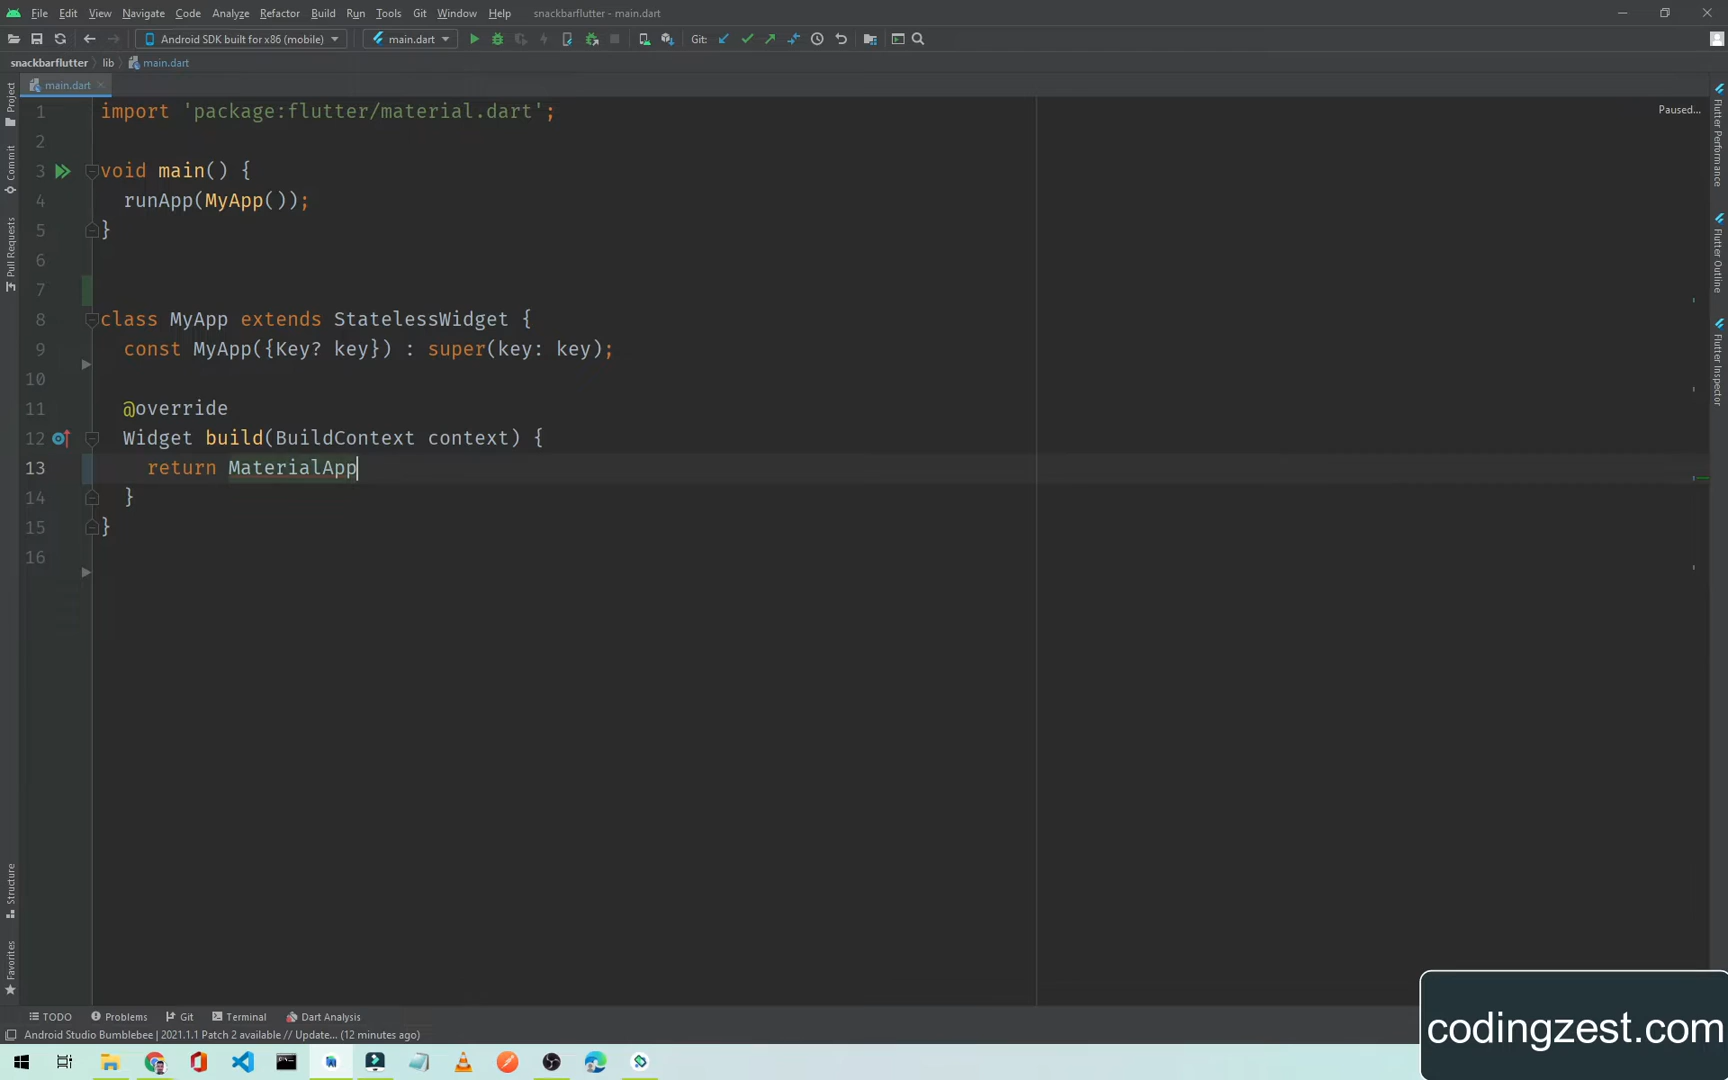 File Edit View Navigate Code Analyze Refactor Build Run Tools Git Window Help snackbarflutter - main.dart
Android SDK built for x86 (mobile) main.dart Git:
snackbarflutter lib main.dart
main.dart
Project
Commit
Pull Requests
Structure
Favorites
1 import 'package:flutter/material.dart';
2
3 void main() {
4 runApp(MyApp());
5 }
6
7
8 class MyApp extends StatelessWidget {
9 const MyApp({Key? key}) : super(key: key);
10
11 @override
12 Widget build(BuildContext context) {
13 return MaterialApp
14 }
15 }
16
Paused...
Flutter Performance
Flutter Outline
Flutter Inspector
TODO Problems Git Terminal Dart Analysis
Android Studio Bumblebee | 2021.1.1 Patch 2 available // Update... (12 minutes ago)
codingzest.com